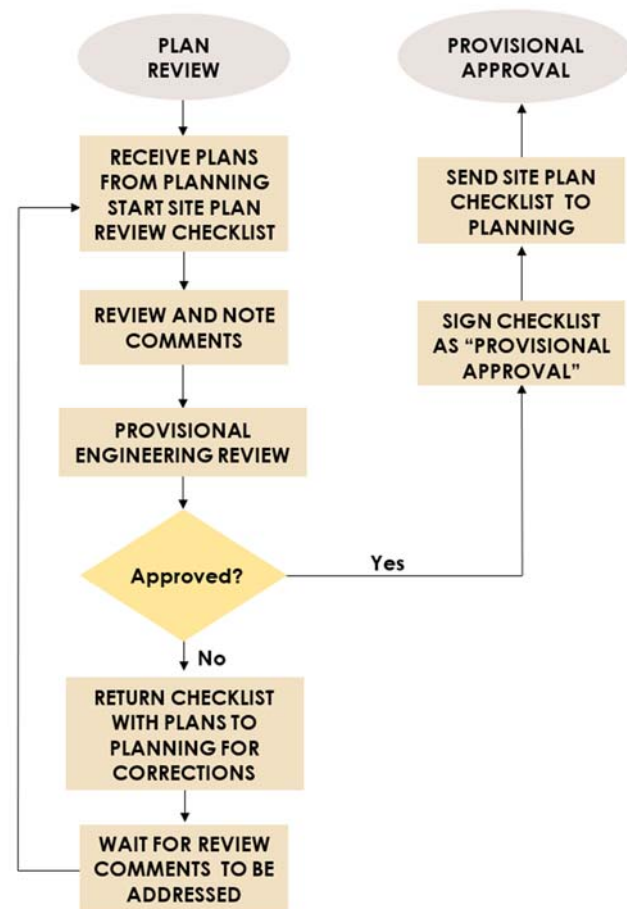 PLAN
REVIEW
RECEIVE PLANS
FROM PLANNING
START SITE PLAN
REVIEW CHECKLIST
REVIEW AND NOTE
COMMENTS
PROVISIONAL
ENGINEERING REVIEW
Approved?
Yes
No
RETURN CHECKLIST
WITH PLANS TO
PLANNING FOR
CORRECTIONS
WAIT FOR REVIEW
COMMENTS TO BE
ADDRESSED
SIGN CHECKLIST
AS “PROVISIONAL
APPROVAL”
SEND SITE PLAN
CHECKLIST TO
PLANNING
PROVISIONAL
APPROVAL